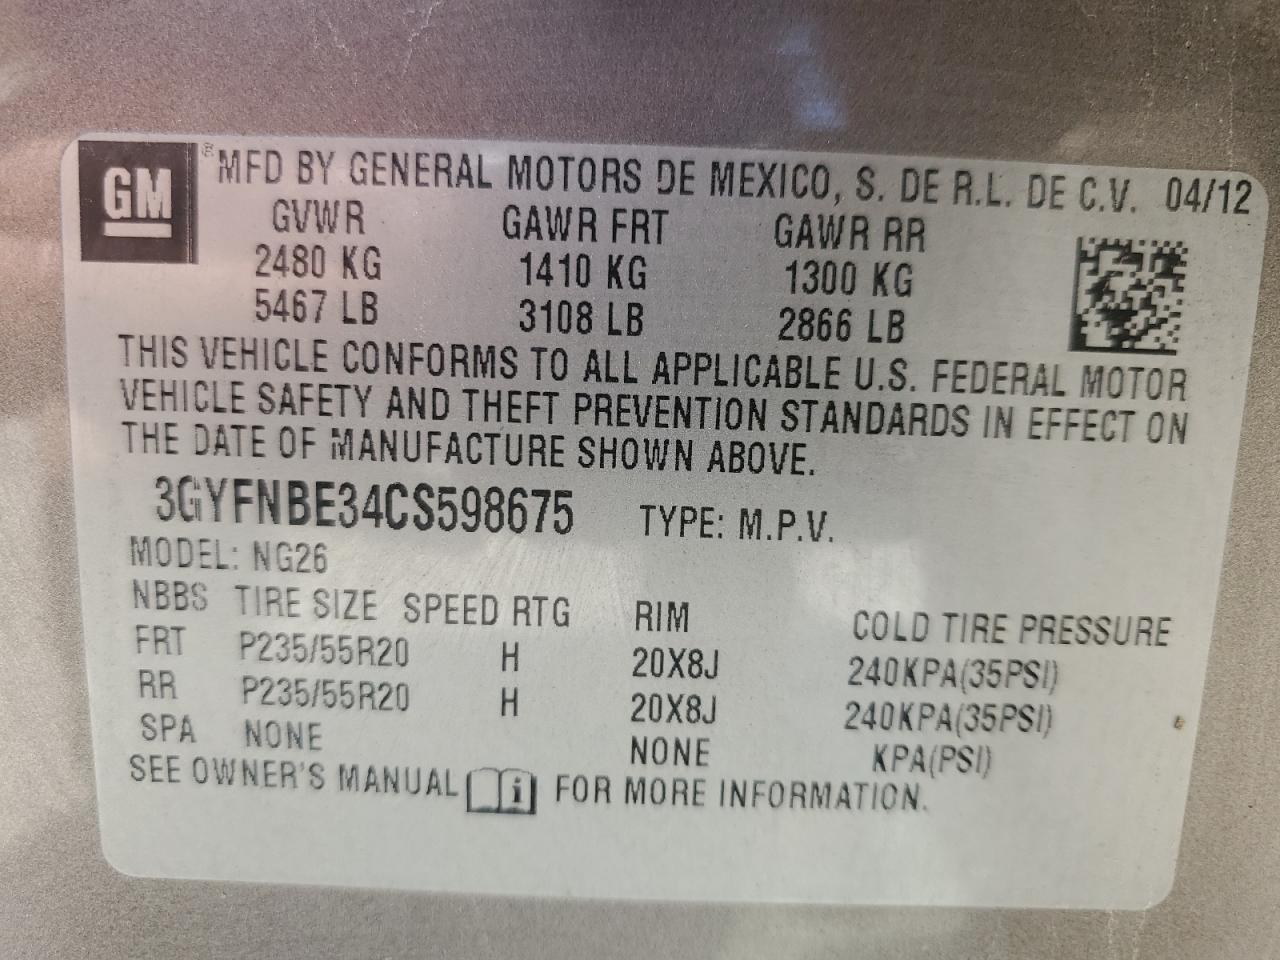 GM ® MFD BY GENERAL MOTORS DE MEXICO, S. DE R.L. DE C.V. 04/12
GVWR GAWR FRT GAWR RR
2480 KG 1410 KG 1300 KG
5467 LB 3108 LB 2866 LB
THIS VEHICLE CONFORMS TO ALL APPLICABLE U.S. FEDERAL MOTOR
VEHICLE SAFETY AND THEFT PREVENTION STANDARDS IN EFFECT ON
THE DATE OF MANUFACTURE SHOWN ABOVE.
3GYFNBE34CS598675 TYPE: M.P.V.
MODEL: NG26
NBBS TIRE SIZE SPEED RTG RIM COLD TIRE PRESSURE
FRT P235/55R20 H 20X8J 240KPA(35PSI)
RR P235/55R20 H 20X8J 240KPA(35PSI)
SPA NONE NONE KPA(PSI)
SEE OWNER'S MANUAL i FOR MORE INFORMATION.